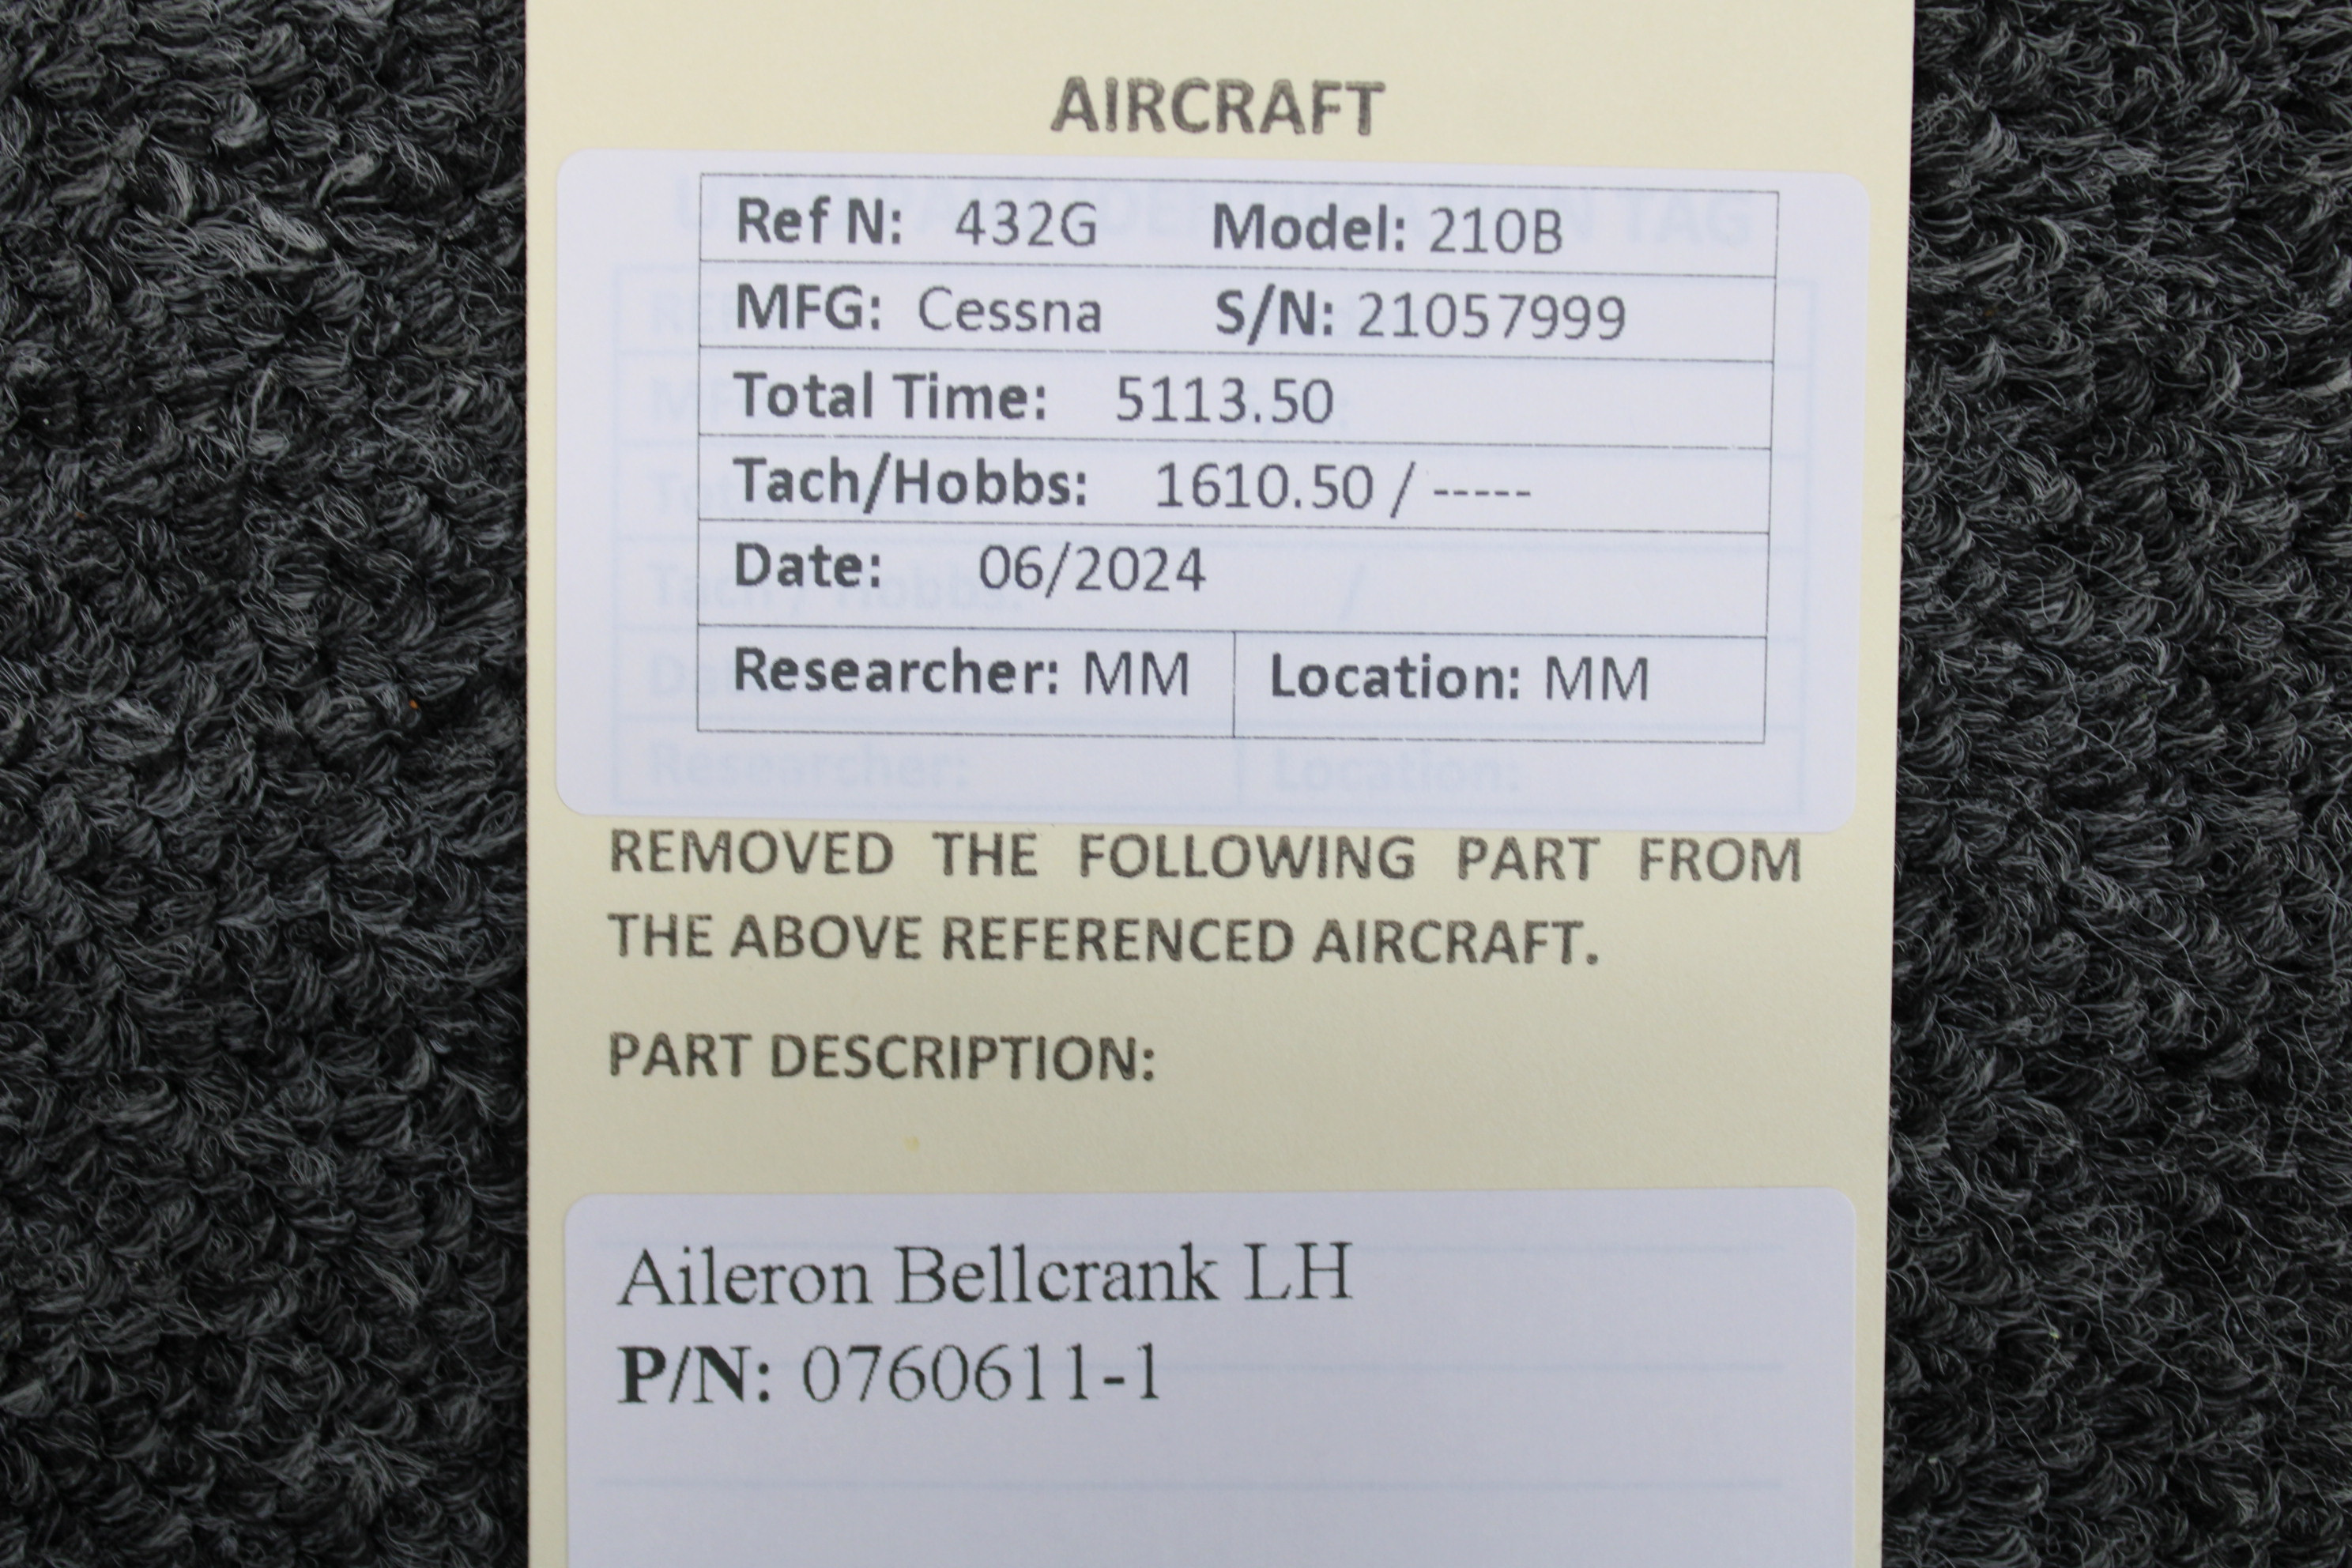 AIRCRAFT
Ref N: 432G Model: 210B
MFG: Cessna S/N: 21057999
Total Time: 5113.50
Tach/Hobbs: 1610.50 / -----
Date: 06/2024
Researcher: MM Location: MM
REMOVED THE FOLLOWING PART FROM
THE ABOVE REFERENCED AIRCRAFT.
PART DESCRIPTION:
Aileron Bellcrank LH
P/N: 0760611-1